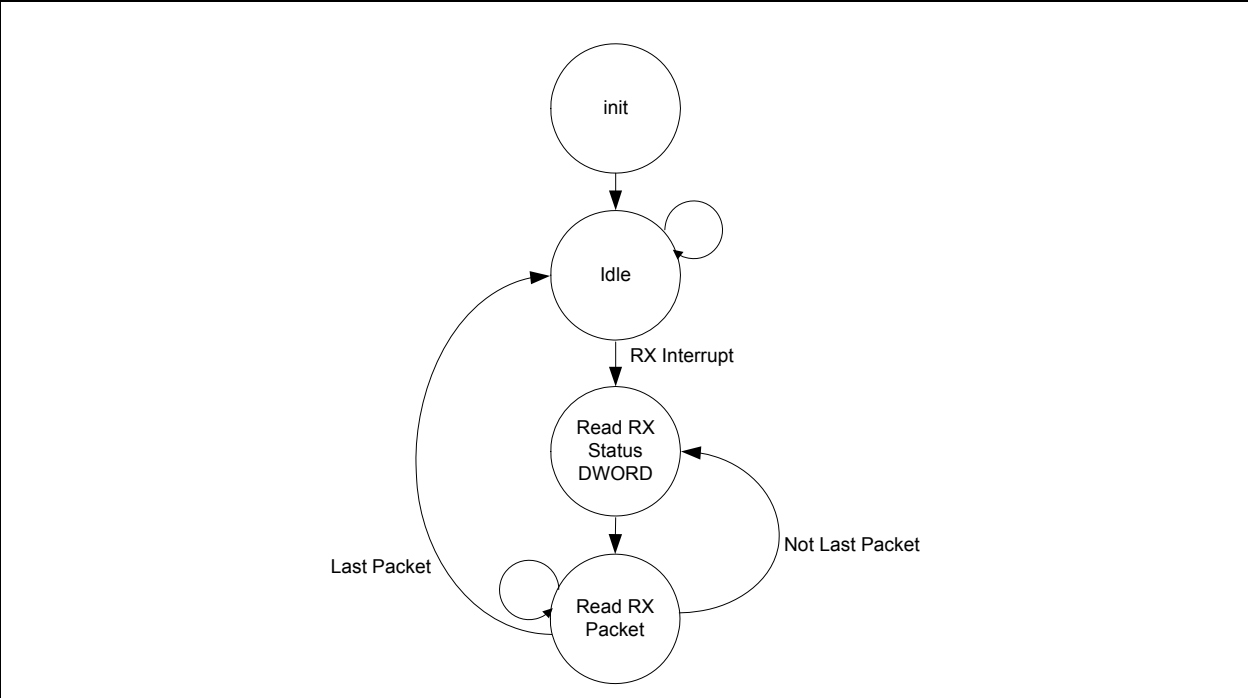 init
Idle
RX Interrupt
Read RX
Status
DWORD
Not Last Packet
Last Packet
Read RX
Packet